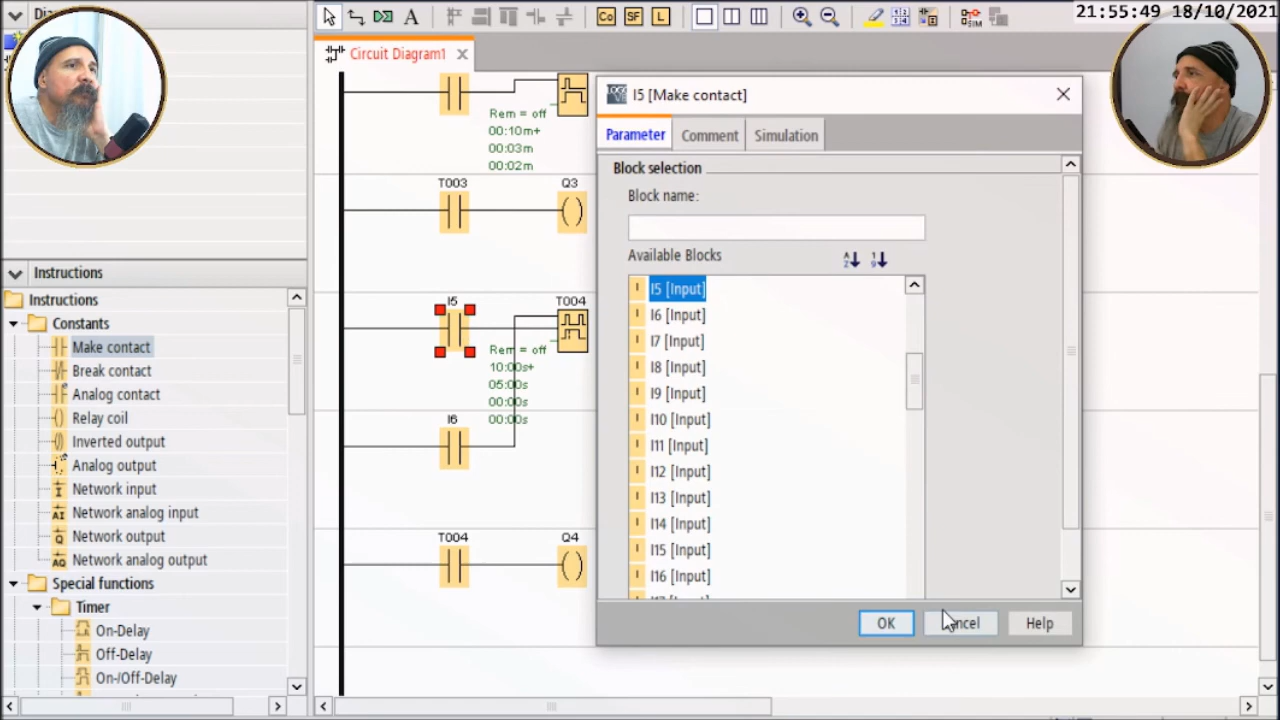 21:55:49 18/10/2021
A
Co SF L
Circuit Diagram1
Rem = off
00:10m+
00:03m
00:02m
T003
Q3
I5
T004
Rem = off
10:00s+
05:00s
00:00s
00:00s
I6
T004
Q4
I5 [Make contact]
Parameter
Comment
Simulation
Block selection
Block name:
Available Blocks
I5 [Input]
I6 [Input]
I7 [Input]
I8 [Input]
I9 [Input]
I10 [Input]
I11 [Input]
I12 [Input]
I13 [Input]
I14 [Input]
I15 [Input]
I16 [Input]
OK
Cancel
Help
Instructions
Instructions
Constants
Make contact
Break contact
Analog contact
Relay coil
Inverted output
Analog output
Network input
Network analog input
Network output
Network analog output
Special functions
Timer
On-Delay
Off-Delay
On-/Off-Delay